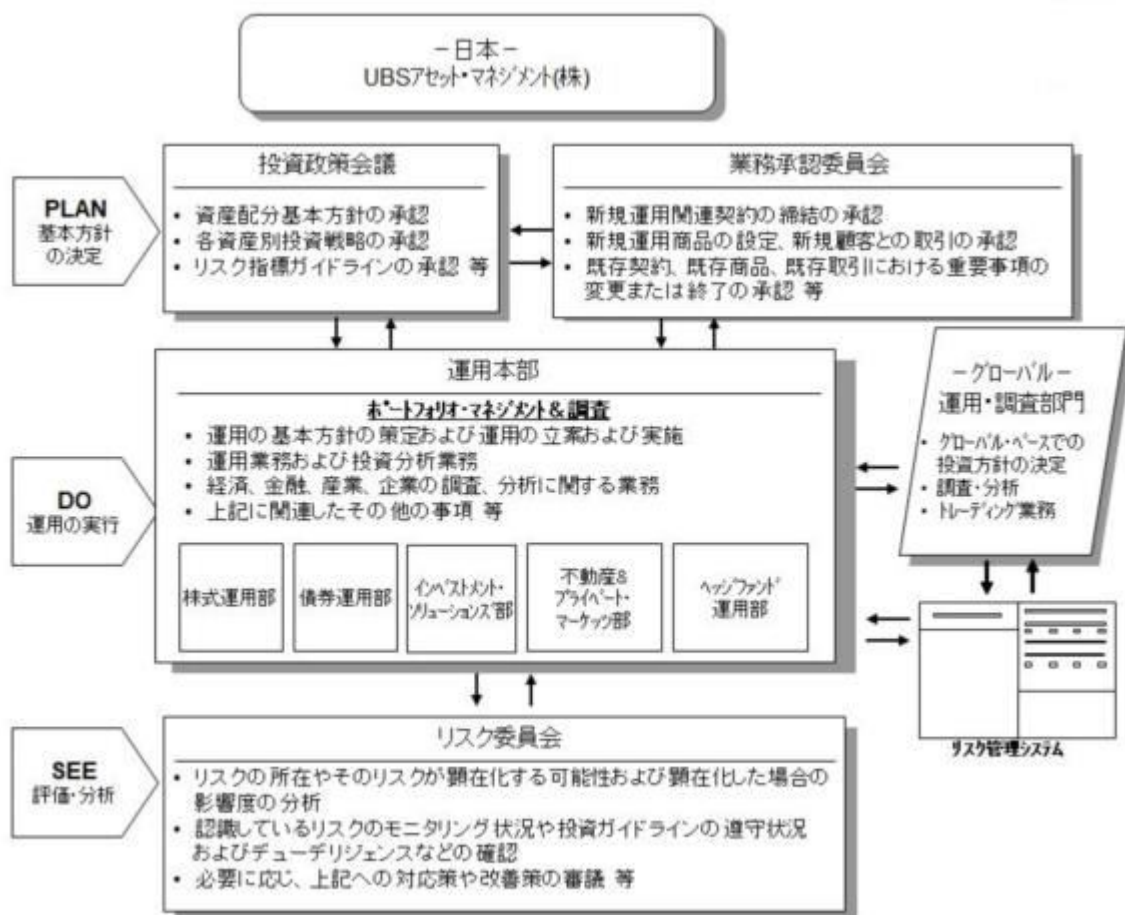 －日本－
UBSアセット・マネジメント(株)
PLAN
基本方針
の決定
投資政策会議
• 資産配分基本方針の承認
• 各資産別投資戦略の承認
• リスク指標ガイドラインの承認 等
業務承認委員会
• 新規運用関連契約の締結の承認
• 新規運用商品の設定、新規顧客との取引の承認
• 既存契約、既存商品、既存取引における重要事項の
変更または終了の承認 等
DO
運用の実行
運用本部
ポートフォリオ・マネジメント＆調査
• 運用の基本方針の策定および運用の立案および実施
• 運用業務および投資分析業務
• 経済、金融、産業、企業の調査、分析に関する業務
• 上記に関連したその他の事項 等
株式運用部
債券運用部
インベストメント・
ソリューションズ部
不動産&
プライベート・
マーケッツ部
ヘッジファンド
運用部
－グローバル－
運用・調査部門
• グローバル・ベースでの
投資方針の決定
• 調査・分析
• トレーディング業務
リスク管理システム
SEE
評価・分析
リスク委員会
• リスクの所在やそのリスクが顕在化する可能性および顕在化した場合の
影響度の分析
• 認識しているリスクのモニタリング状況や投資ガイドラインの遵守状況
およびデューデリジェンスなどの確認
• 必要に応じ、上記への対応策や改善策の審議 等